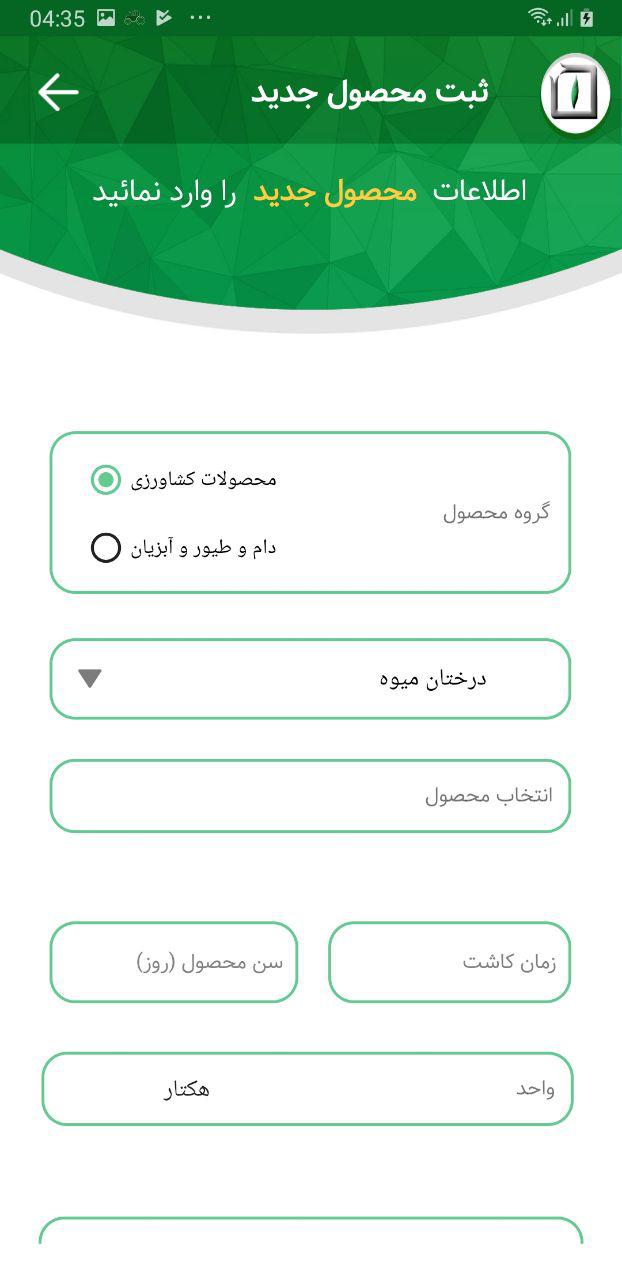 04:35
ثبت محصول جدید
اطلاعات محصول جدید را وارد نمائید
گروه محصول
محصولات کشاورزی
دام و طیور و آبزیان
درختان میوه
انتخاب محصول
زمان کاشت
سن محصول (روز)
واحد هکتار